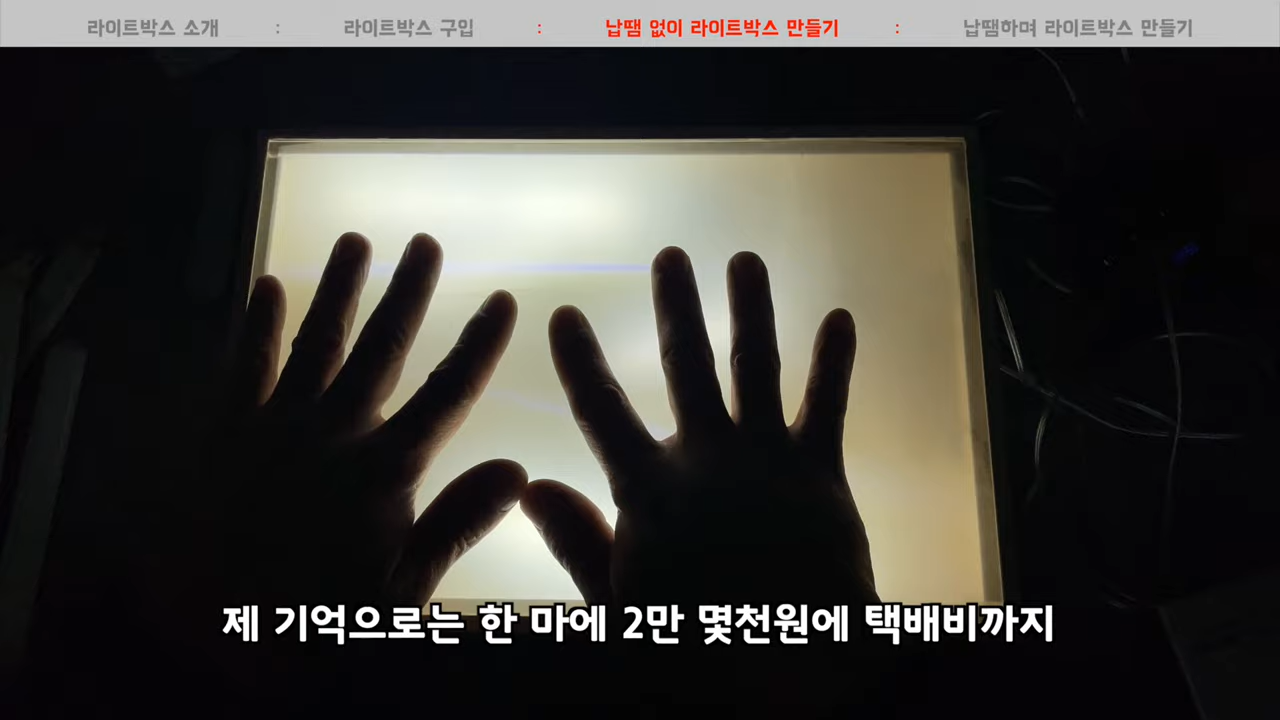 라이트박스 소개 : 라이트박스 구입 : 납땜 없이 라이트박스 만들기 : 납땜하며 라이트박스 만들기
제 기억으로는 한 마에 2만 몇천원에 택배비까지